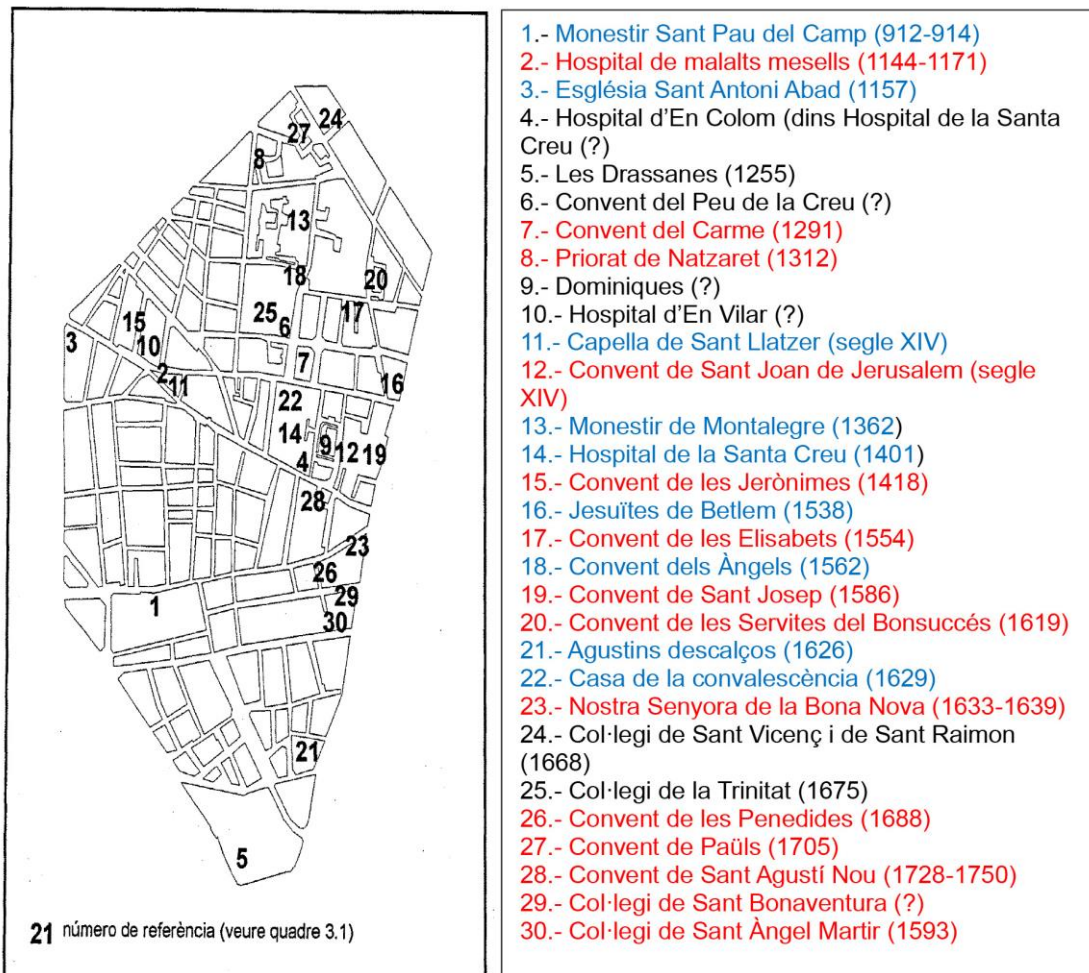 24
27
8
13
18
20
25
17
6
15
3
10
7
2
11
16
22
14
9
12
19
4
28
23
26
1
29
30
21
5
21 número de referència (veure quadre 3.1)
1.- Monestir Sant Pau del Camp (912-914)
2.- Hospital de malalts mesells (1144-1171)
3.- Església Sant Antoni Abad (1157)
4.- Hospital d'En Colom (dins Hospital de la Santa
Creu (?)
5.- Les Drassanes (1255)
6.- Convent del Peu de la Creu (?)
7.- Convent del Carme (1291)
8.- Priorat de Natzaret (1312)
9.- Dominiques (?)
10.- Hospital d'En Vilar (?)
11.- Capella de Sant Llatzer (segle XIV)
12.- Convent de Sant Joan de Jerusalem (segle
XIV)
13.- Monestir de Montalegre (1362)
14.- Hospital de la Santa Creu (1401)
15.- Convent de les Jerònimes (1418)
16.- Jesuïtes de Betlem (1538)
17.- Convent de les Elisabets (1554)
18.- Convent dels Àngels (1562)
19.- Convent de Sant Josep (1586)
20.- Convent de les Servites del Bonsuccés (1619)
21.- Agustins descalços (1626)
22.- Casa de la convalescència (1629)
23.- Nostra Senyora de la Bona Nova (1633-1639)
24.- Col·legi de Sant Vicenç i de Sant Raimon
(1668)
25.- Col·legi de la Trinitat (1675)
26.- Convent de les Penedides (1688)
27.- Convent de Paüls (1705)
28.- Convent de Sant Agustí Nou (1728-1750)
29.- Col·legi de Sant Bonaventura (?)
30.- Col·legi de Sant Àngel Martir (1593)